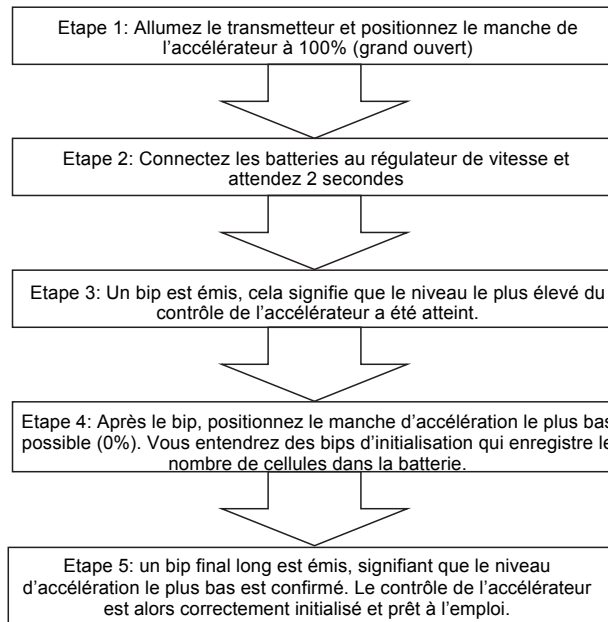 Etape 1: Allumez le transmetteur et positionnez le manche de
l'accélérateur à 100% (grand ouvert)
Etape 2: Connectez les batteries au régulateur de vitesse et
attendez 2 secondes
Etape 3: Un bip est émis, cela signifie que le niveau le plus élevé du
contrôle de l'accélérateur a été atteint.
Etape 4: Après le bip, positionnez le manche d'accélération le plus bas
possible (0%). Vous entendrez des bips d'initialisation qui enregistre le
nombre de cellules dans la batterie.
Etape 5: un bip final long est émis, signifiant que le niveau
d'accélération le plus bas est confirmé. Le contrôle de l'accélérateur
est alors correctement initialisé et prêt à l'emploi.